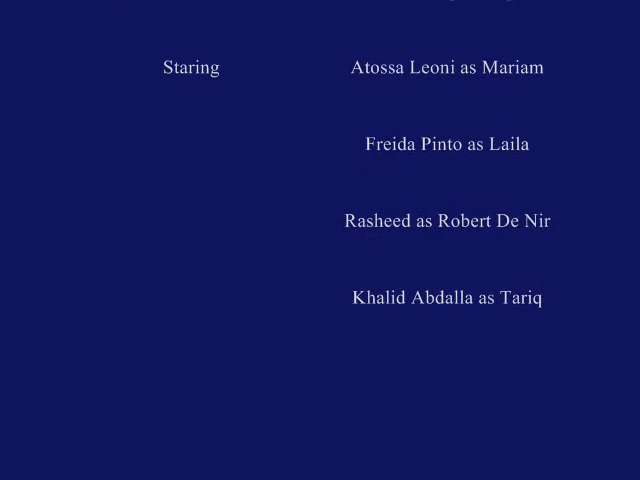 Staring Atossa Leoni as Mariam
Freida Pinto as Laila
Rasheed as Robert De Nir
Khalid Abdalla as Tariq